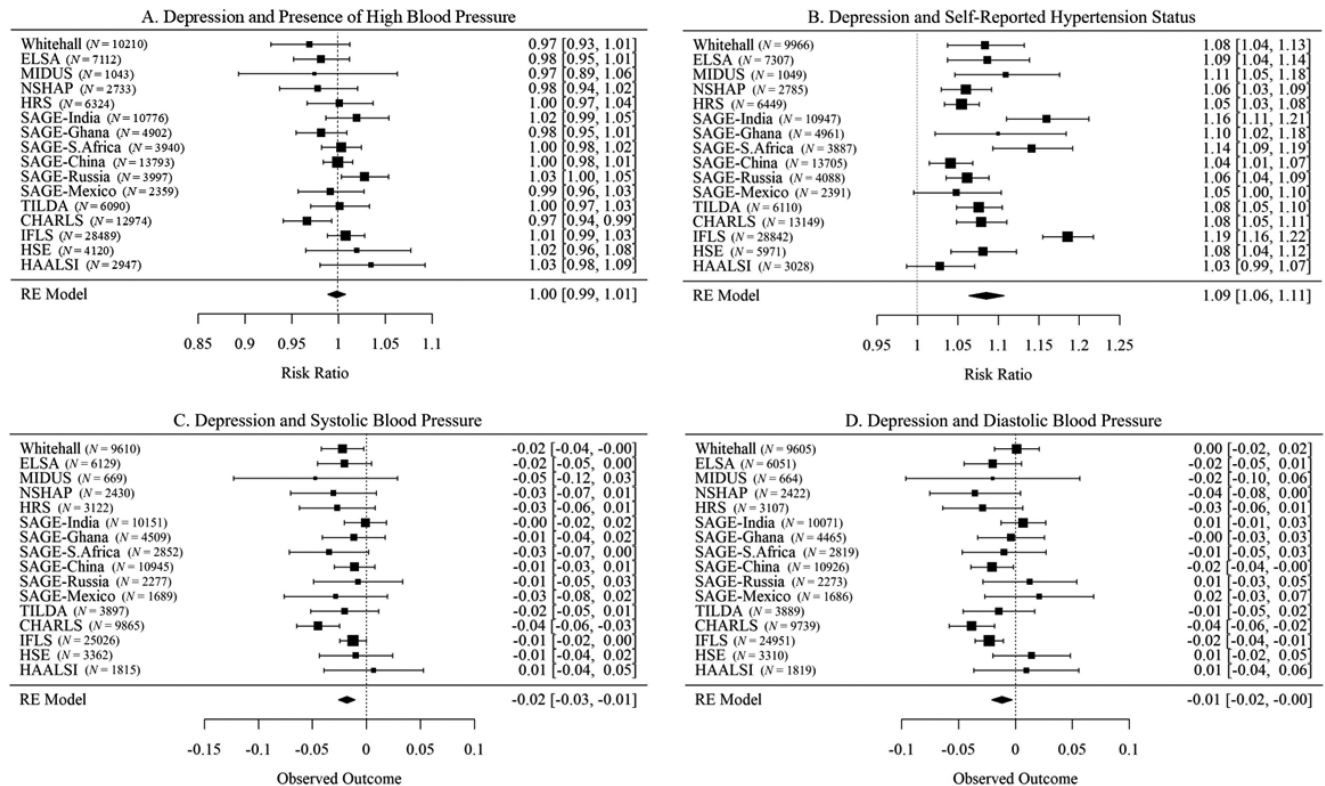 A. Depression and Presence of High Blood Pressure
Whitehall (N = 10210) 0.97 [0.93, 1.01]
ELSA (N = 7112) 0.98 [0.95, 1.01]
MIDUS (N = 1043) 0.97 [0.89, 1.06]
NSHAP (N = 2733) 0.98 [0.94, 1.02]
HRS (N = 6324) 1.00 [0.97, 1.04]
SAGE-India (N = 10776) 1.02 [0.99, 1.05]
SAGE-Ghana (N = 4902) 0.98 [0.95, 1.01]
SAGE-S.Africa (N = 3940) 1.00 [0.98, 1.02]
SAGE-China (N = 13793) 1.00 [0.98, 1.01]
SAGE-Russia (N = 3997) 1.03 [1.00, 1.05]
SAGE-Mexico (N = 2359) 0.99 [0.96, 1.03]
TILDA (N = 6090) 1.00 [0.97, 1.03]
CHARLS (N = 12974) 0.97 [0.94, 0.99]
IFLS (N = 28489) 1.01 [0.99, 1.03]
HSE (N = 4120) 1.02 [0.96, 1.08]
HAALSI (N = 2947) 1.03 [0.98, 1.09]
RE Model 1.00 [0.99, 1.01]
0.85 0.9 0.95 1 1.05 1.1
Risk Ratio
B. Depression and Self-Reported Hypertension Status
Whitehall (N = 9966) 1.08 [1.04, 1.13]
ELSA (N = 7307) 1.09 [1.04, 1.14]
MIDUS (N = 1049) 1.11 [1.05, 1.18]
NSHAP (N = 2785) 1.06 [1.03, 1.09]
HRS (N = 6449) 1.05 [1.03, 1.08]
SAGE-India (N = 10947) 1.16 [1.11, 1.21]
SAGE-Ghana (N = 4961) 1.10 [1.02, 1.18]
SAGE-S.Africa (N = 3887) 1.14 [1.09, 1.19]
SAGE-China (N = 13705) 1.04 [1.01, 1.07]
SAGE-Russia (N = 4088) 1.06 [1.04, 1.09]
SAGE-Mexico (N = 2391) 1.05 [1.00, 1.10]
TILDA (N = 6110) 1.08 [1.05, 1.10]
CHARLS (N = 13149) 1.08 [1.05, 1.11]
IFLS (N = 28842) 1.19 [1.16, 1.22]
HSE (N = 5971) 1.08 [1.04, 1.12]
HAALSI (N = 3028) 1.03 [0.99, 1.07]
RE Model 1.09 [1.06, 1.11]
0.95 1 1.05 1.1 1.15 1.2 1.25
Risk Ratio
C. Depression and Systolic Blood Pressure
Whitehall (N = 9610) -0.02 [-0.04, -0.00]
ELSA (N = 6129) -0.02 [-0.05, 0.00]
MIDUS (N = 669) -0.05 [-0.12, 0.03]
NSHAP (N = 2430) -0.03 [-0.07, 0.01]
HRS (N = 3122) -0.03 [-0.06, 0.01]
SAGE-India (N = 10151) -0.00 [-0.02, 0.02]
SAGE-Ghana (N = 4509) -0.01 [-0.04, 0.02]
SAGE-S.Africa (N = 2852) -0.03 [-0.07, 0.00]
SAGE-China (N = 10945) -0.01 [-0.03, 0.01]
SAGE-Russia (N = 2277) -0.01 [-0.05, 0.03]
SAGE-Mexico (N = 1689) -0.03 [-0.08, 0.02]
TILDA (N = 3897) -0.02 [-0.05, 0.01]
CHARLS (N = 9865) -0.04 [-0.06, -0.03]
IFLS (N = 25026) -0.01 [-0.02, 0.00]
HSE (N = 3362) -0.01 [-0.04, 0.02]
HAALSI (N = 1815) 0.01 [-0.04, 0.05]
RE Model -0.02 [-0.03, -0.01]
-0.15 -0.1 -0.05 0 0.05 0.1
Observed Outcome
D. Depression and Diastolic Blood Pressure
Whitehall (N = 9605) 0.00 [-0.02, 0.02]
ELSA (N = 6051) -0.02 [-0.05, 0.01]
MIDUS (N = 664) -0.02 [-0.10, 0.06]
NSHAP (N = 2422) -0.04 [-0.08, 0.00]
HRS (N = 3107) -0.03 [-0.06, 0.01]
SAGE-India (N = 10071) 0.01 [-0.01, 0.03]
SAGE-Ghana (N = 4465) -0.00 [-0.03, 0.03]
SAGE-S.Africa (N = 2819) -0.01 [-0.05, 0.03]
SAGE-China (N = 10926) -0.02 [-0.04, -0.00]
SAGE-Russia (N = 2273) 0.01 [-0.03, 0.05]
SAGE-Mexico (N = 1686) 0.02 [-0.03, 0.07]
TILDA (N = 3889) -0.01 [-0.05, 0.02]
CHARLS (N = 9739) -0.04 [-0.06, -0.02]
IFLS (N = 24951) -0.02 [-0.04, -0.01]
HSE (N = 3310) 0.01 [-0.02, 0.05]
HAALSI (N = 1819) 0.01 [-0.04, 0.06]
RE Model -0.01 [-0.02, -0.00]
-0.1 -0.05 0 0.05 0.1
Observed Outcome